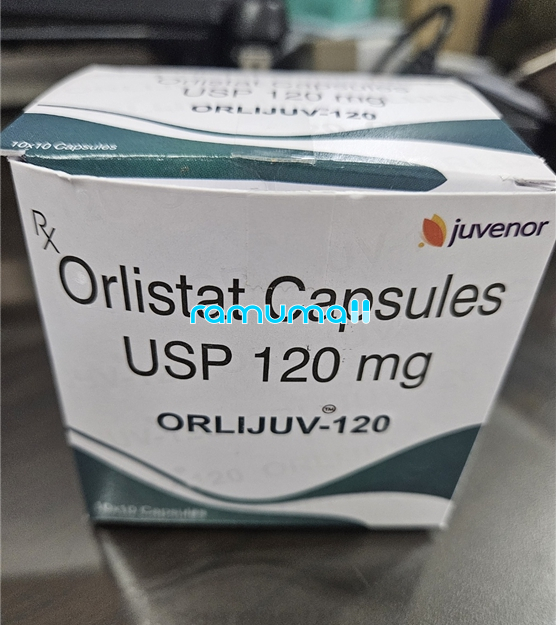 Orlistat Capsules
USP 120 mg
ORLIJUV-120
10x10 Capsules
Rx
juvenor
Orlistat Capsules
ramumall
USP 120 mg
ORLIJUV™-120
10x10 Capsules